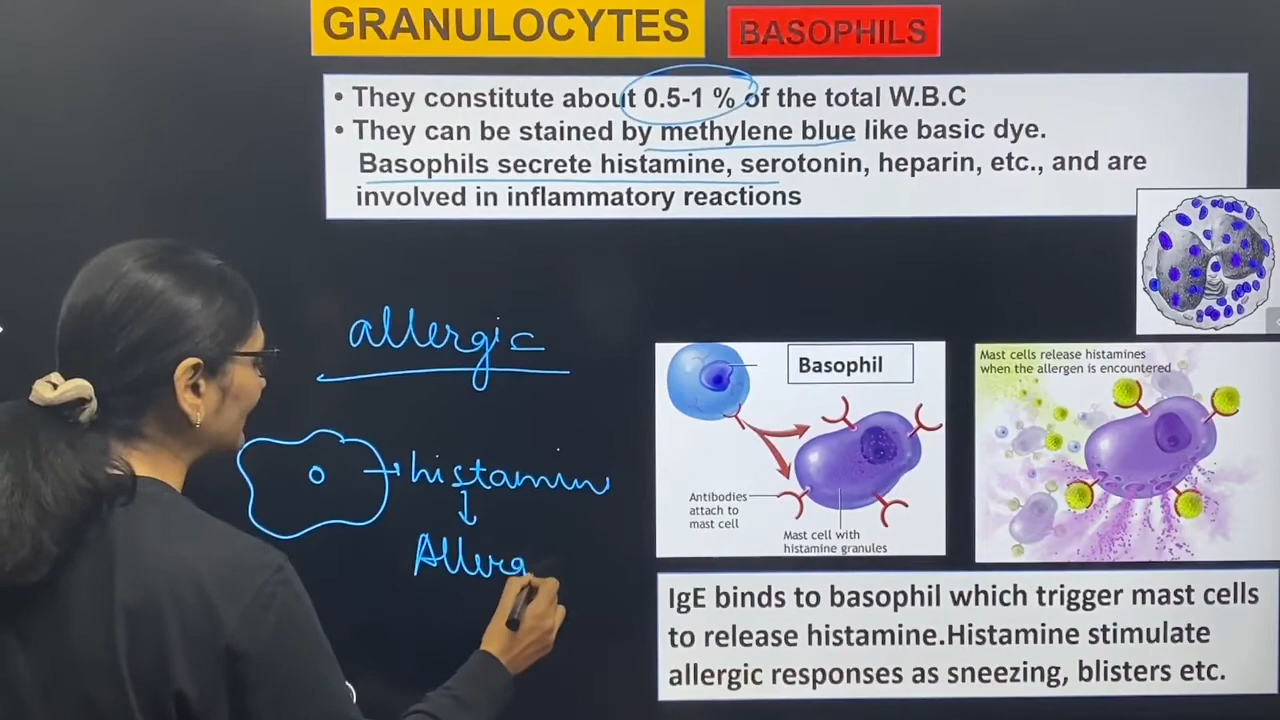 GRANULOCYTES
BASOPHILS
• They constitute about 0.5-1 % of the total W.B.C
• They can be stained by methylene blue like basic dye.
Basophils secrete histamine, serotonin, heparin, etc., and are
involved in inflammatory reactions
allergic
histamin
Allerg
Basophil
Antibodies
attach to
mast cell
Mast cell with
histamine granules
Mast cells release histamines
when the allergen is encountered
IgE binds to basophil which trigger mast cells
to release histamine.Histamine stimulate
allergic responses as sneezing, blisters etc.